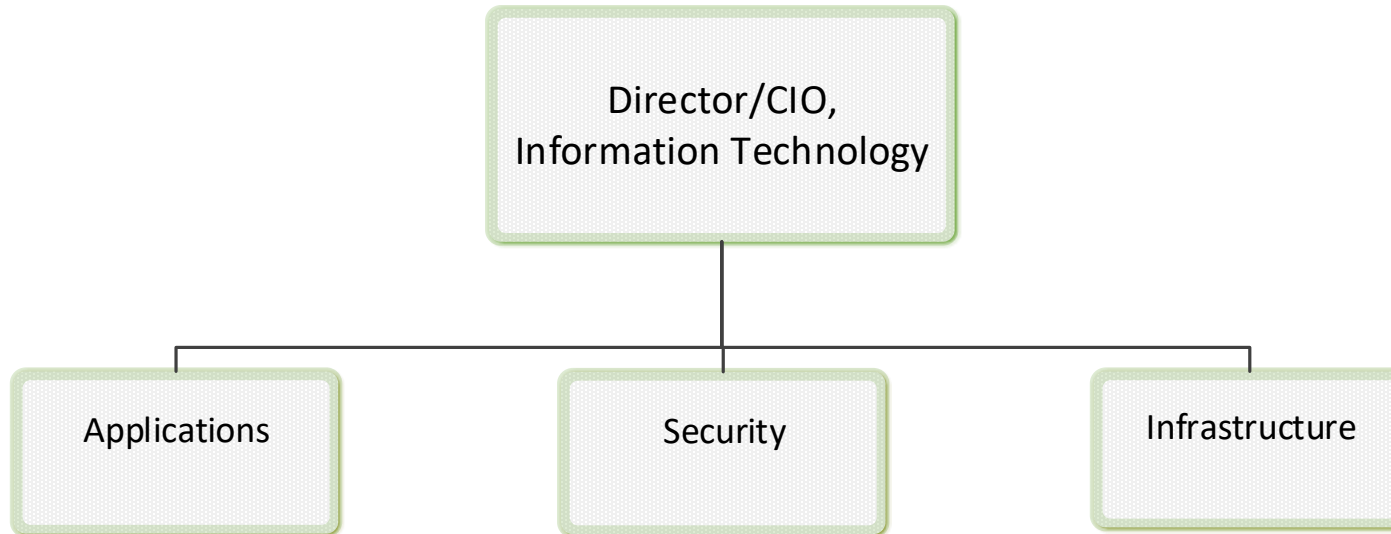 Director/CIO,
Information Technology
Applications
Security
Infrastructure